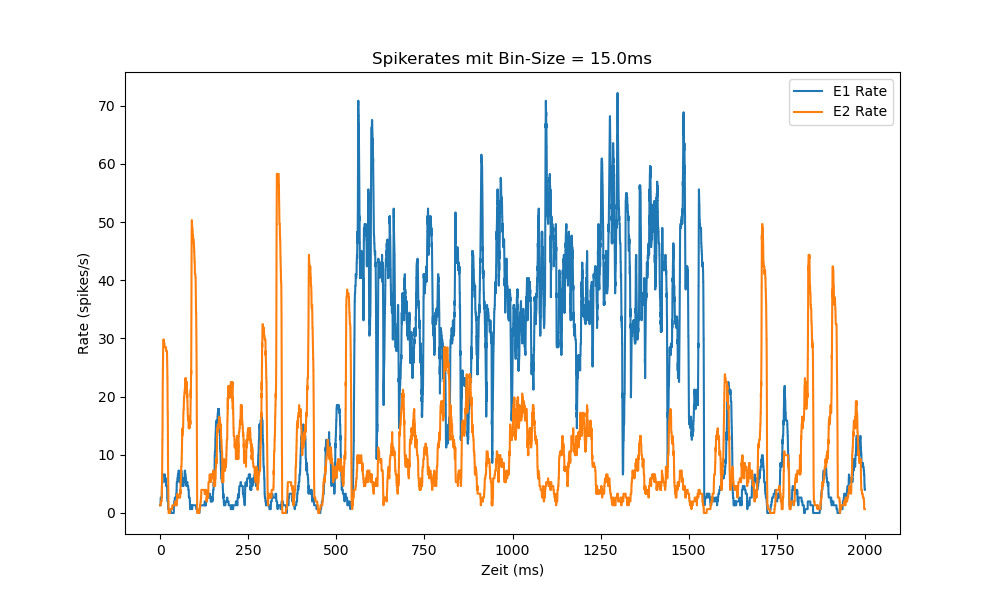 Spikerates mit Bin-Size = 15.0ms
E1 Rate
E2 Rate
70
60
50
40
30
20
10
0
Rate (spikes/s)
0 250 500 750 1000 1250 1500 1750 2000
Zeit (ms)